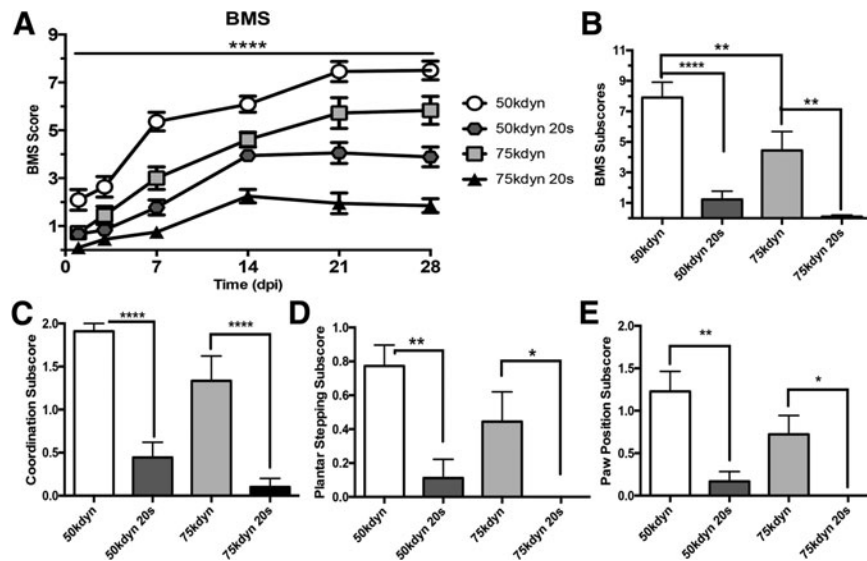 A
BMS
****
BMS Score
9
7
5
3
1
0
7
14
21
28
Time (dpi)
50kdyn
50kdyn 20s
75kdyn
75kdyn 20s
B
BMS Subscores
11
9
7
5
3
1
**
****
**
50kdyn
50kdyn 20s
75kdyn
75kdyn 20s
C
Coordination Subscore
2.0
1.5
1.0
0.5
0.0
****
****
50kdyn
50kdyn 20s
75kdyn
75kdyn 20s
D
Plantar Stepping Subscore
1.0
0.8
0.6
0.4
0.2
0.0
**
*
50kdyn
50kdyn 20s
75kdyn
75kdyn 20s
E
Paw Position Subscore
2.0
1.5
1.0
0.5
0.0
**
*
50kdyn
50kdyn 20s
75kdyn
75kdyn 20s